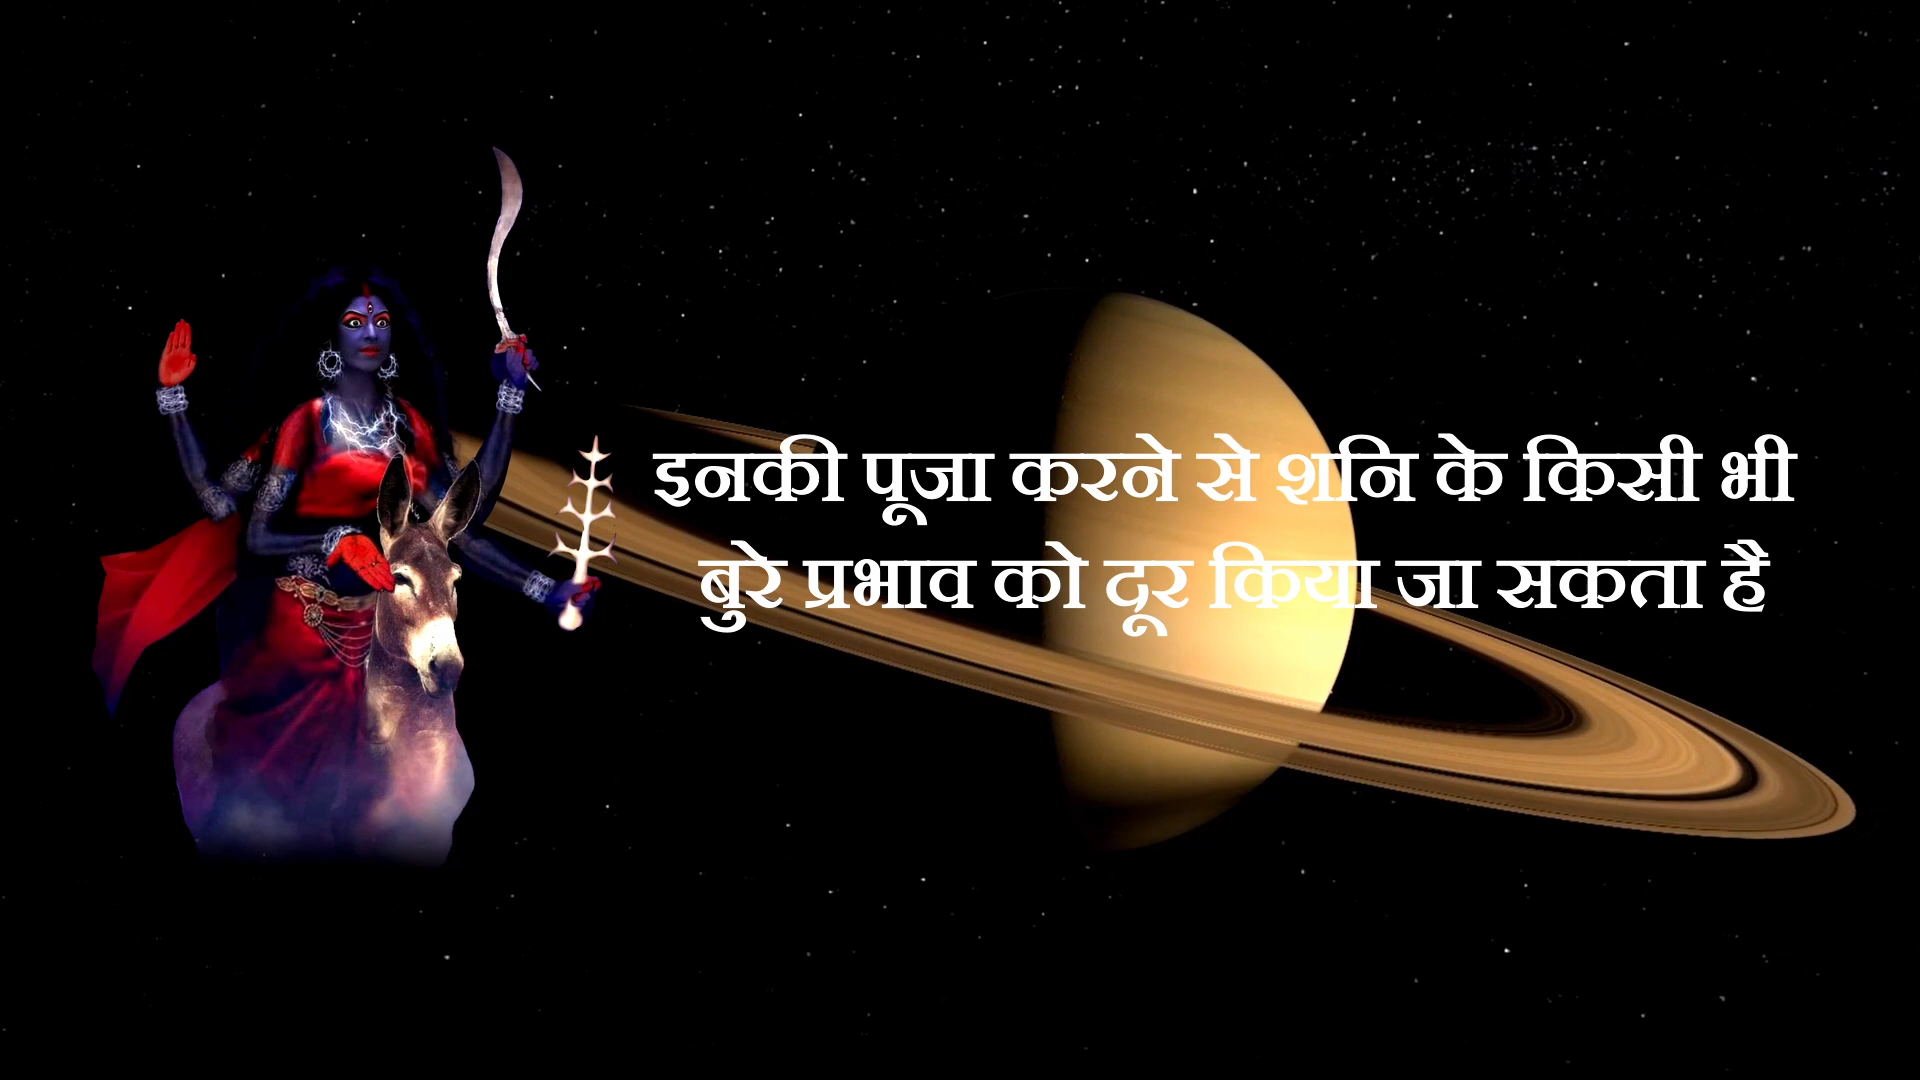 इनकी पूजा करने से शनि के किसी भी
बुरे प्रभाव को दूर किया जा सकता है